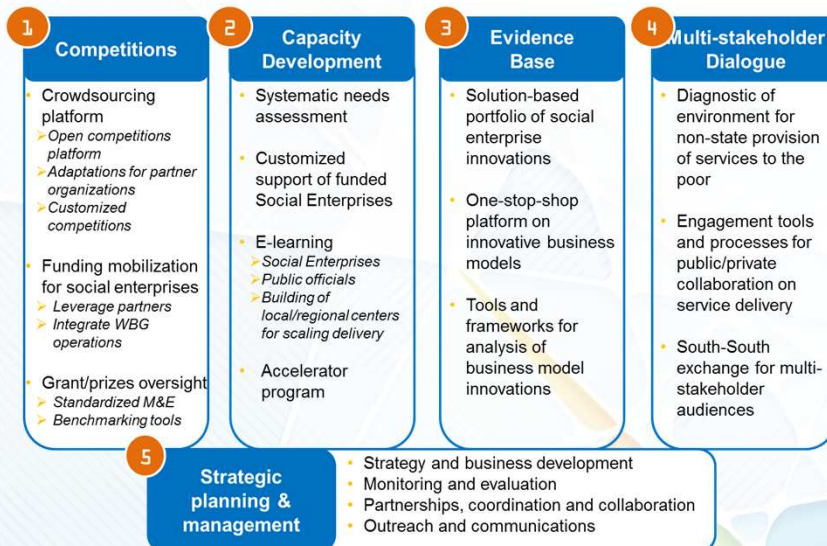 1
Competitions
• Crowdsourcing
platform
➢Open competitions
platform
➢Adaptations for partner
organizations
➢Customized
competitions
• Funding mobilization
for social enterprises
➢ Leverage partners
➢ Integrate WBG
operations
• Grant/prizes oversight
➢ Standardized M&E
➢ Benchmarking tools
2
Capacity
Development
• Systematic needs
assessment
• Customized
support of funded
Social Enterprises
• E-learning
➢Social Enterprises
➢Public officials
➢Building of
local/regional centers
for scaling delivery
• Accelerator
program
3
Evidence
Base
• Solution-based
portfolio of social
enterprise
innovations
• One-stop-shop
platform on
innovative business
models
• Tools and
frameworks for
analysis of
business model
innovations
4
Multi-stakeholder
Dialogue
• Diagnostic of
environment for
non-state provision
of services to the
poor
• Engagement tools
and processes for
public/private
collaboration on
service delivery
• South-South
exchange for multi-
stakeholder
audiences
5
Strategic
planning &
management
• Strategy and business development
• Monitoring and evaluation
• Partnerships, coordination and collaboration
• Outreach and communications